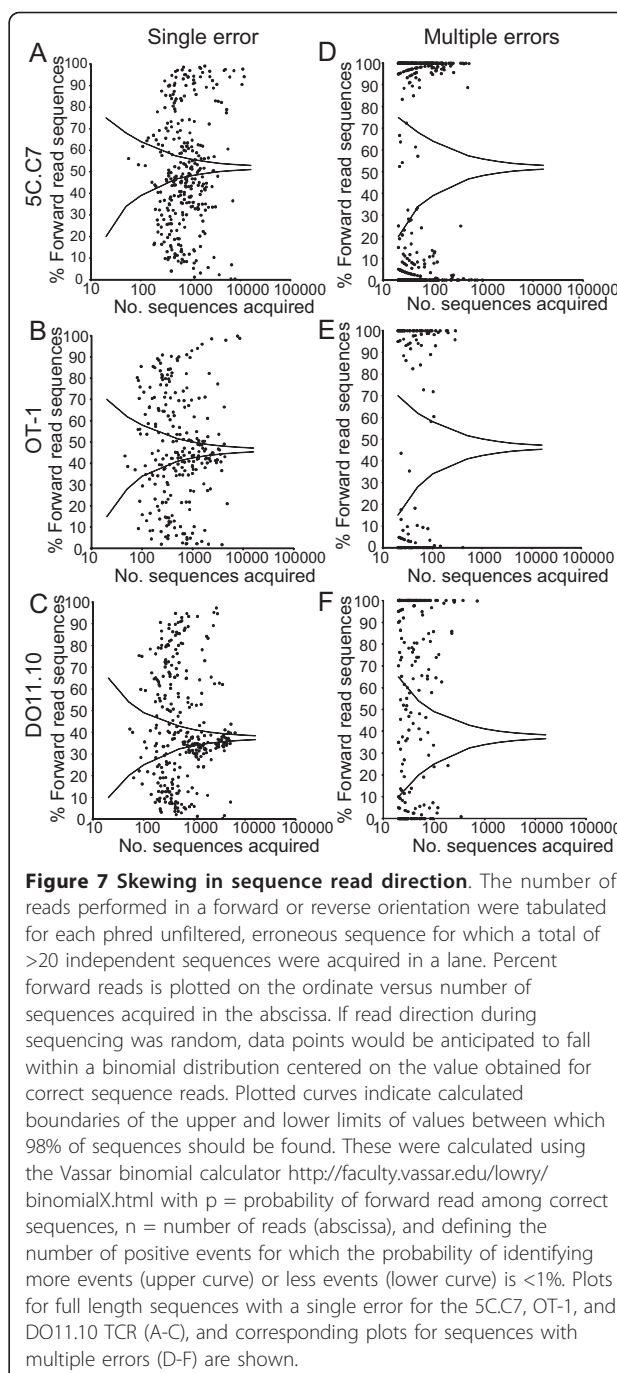 Single error
Multiple errors
A
100
90
80
70
60
50
40
30
20
10
0
% Forward read sequences
5C.C7
10 100 1000 10000 100000
No. sequences acquired
D
100
90
80
70
60
50
40
30
20
10
0
% Forward read sequences
10 100 1000 10000 100000
No. sequences acquired
B
100
90
80
70
60
50
40
30
20
10
0
% Forward read sequences
OT-1
10 100 1000 10000 100000
No. sequences acquired
E
100
90
80
70
60
50
40
30
20
10
0
% Forward read sequences
10 100 1000 10000 100000
No. sequences acquired
C
100
90
80
70
60
50
40
30
20
10
0
% Forward read sequences
DO11.10
10 100 1000 10000 100000
No. sequences acquired
F
100
90
80
70
60
50
40
30
20
10
0
% Forward read sequences
10 100 1000 10000 100000
No. sequences acquired
Figure 7 Skewing in sequence read direction. The number of
reads performed in a forward or reverse orientation were tabulated
for each phred unfiltered, erroneous sequence for which a total of
>20 independent sequences were acquired in a lane. Percent
forward reads is plotted on the ordinate versus number of
sequences acquired in the abscissa. If read direction during
sequencing was random, data points would be anticipated to fall
within a binomial distribution centered on the value obtained for
correct sequence reads. Plotted curves indicate calculated
boundaries of the upper and lower limits of values between which
98% of sequences should be found. These were calculated using
the Vassar binomial calculator http://faculty.vassar.edu/lowry/
binomialX.html with p = probability of forward read among correct
sequences, n = number of reads (abscissa), and defining the
number of positive events for which the probability of identifying
more events (upper curve) or less events (lower curve) is <1%. Plots
for full length sequences with a single error for the 5C.C7, OT-1, and
DO11.10 TCR (A-C), and corresponding plots for sequences with
multiple errors (D-F) are shown.